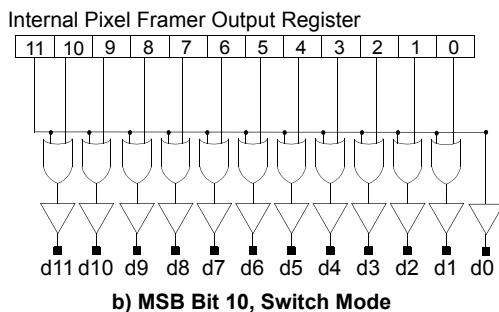 Internal Pixel Framer Output Register
11 10 9 8 7 6 5 4 3 2 1 0
d11 d10 d9 d8 d7 d6 d5 d4 d3 d2 d1 d0
b) MSB Bit 10, Switch Mode